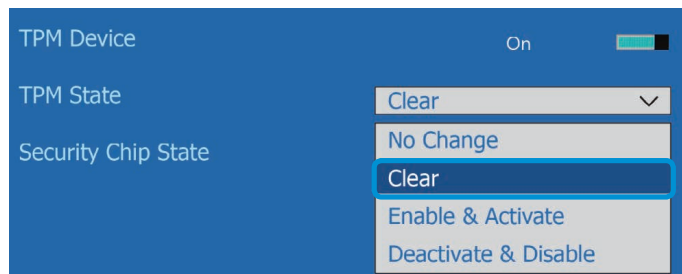 TPM Device
On
TPM State
Clear
Security Chip State
No Change
Clear
Enable & Activate
Deactivate & Disable